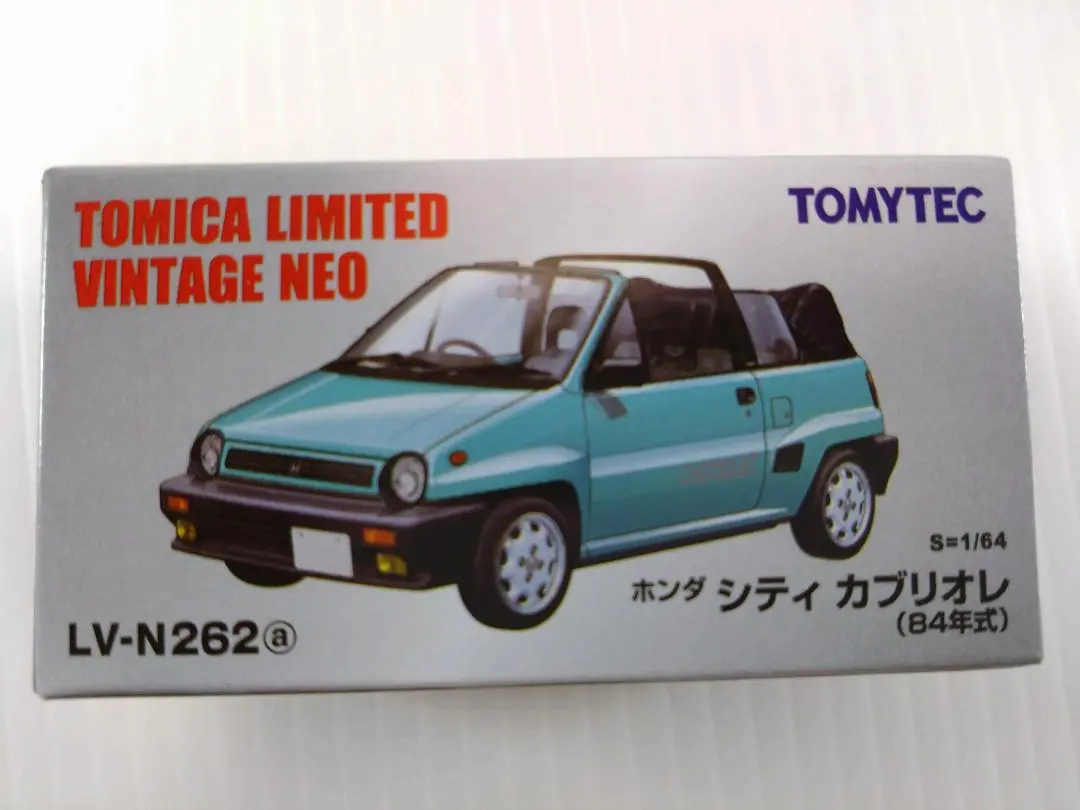 TOMICA LIMITED
VINTAGE NEO
TOMYTEC
S=1/64
ホンダ シティ カブリオレ
(84年式)
LV-N262ⓐ